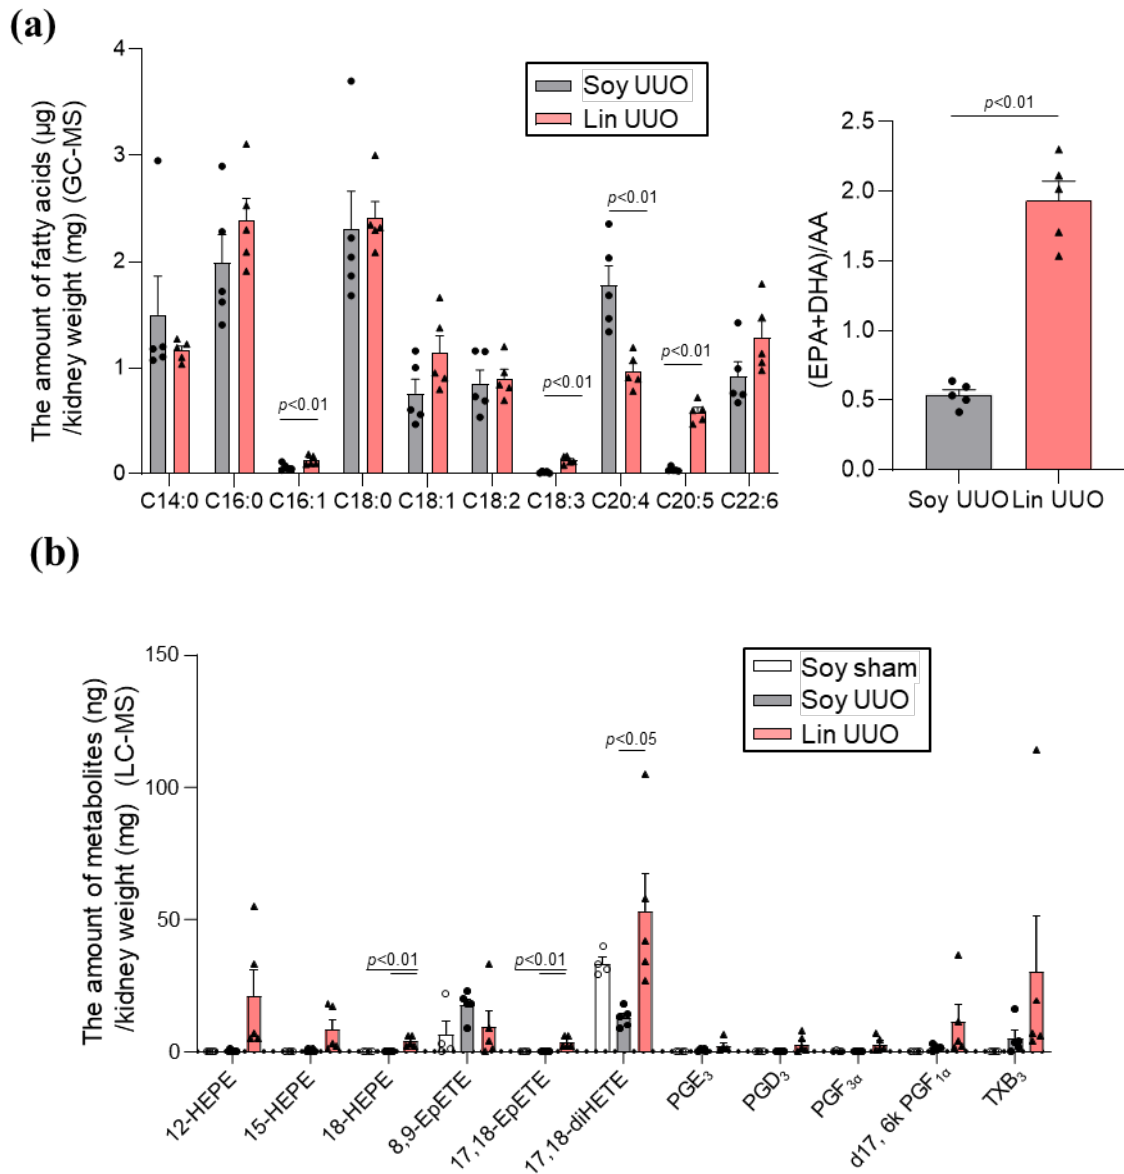 (a)
The amount of fatty acids (μg)
/kidney weight (mg) (GC-MS)
4
3
2
1
0
Soy UUO
Lin UUO
p<0.01
p<0.01
p<0.01
p<0.01
C14:0 C16:0 C16:1 C18:0 C18:1 C18:2 C18:3 C20:4 C20:5 C22:6
(EPA+DHA)/AA
2.5
2.0
1.5
1.0
0.5
0.0
p<0.01
Soy UUO Lin UUO
(b)
The amount of metabolites (ng)
/kidney weight (mg) (LC-MS)
150
100
50
0
Soy sham
Soy UUO
Lin UUO
p<0.01
p<0.01
p<0.05
12-HEPE
15-HEPE
18-HEPE
8,9-EpETE
17,18-EpETE
17,18-diHETE
PGE3
PGD3
PGF3α
d17, 6k PGF1α
TXB3